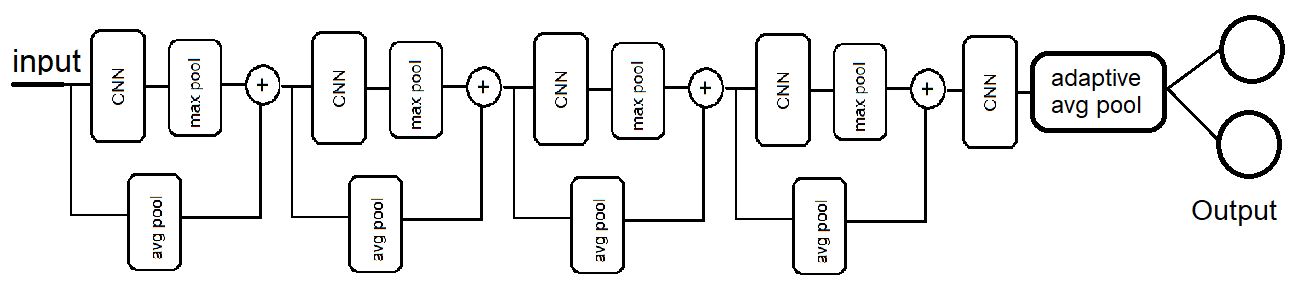 input
CNN
max pool
+
avg pool
CNN
max pool
+
avg pool
CNN
max pool
+
avg pool
CNN
max pool
+
avg pool
CNN
adaptive
avg pool
Output